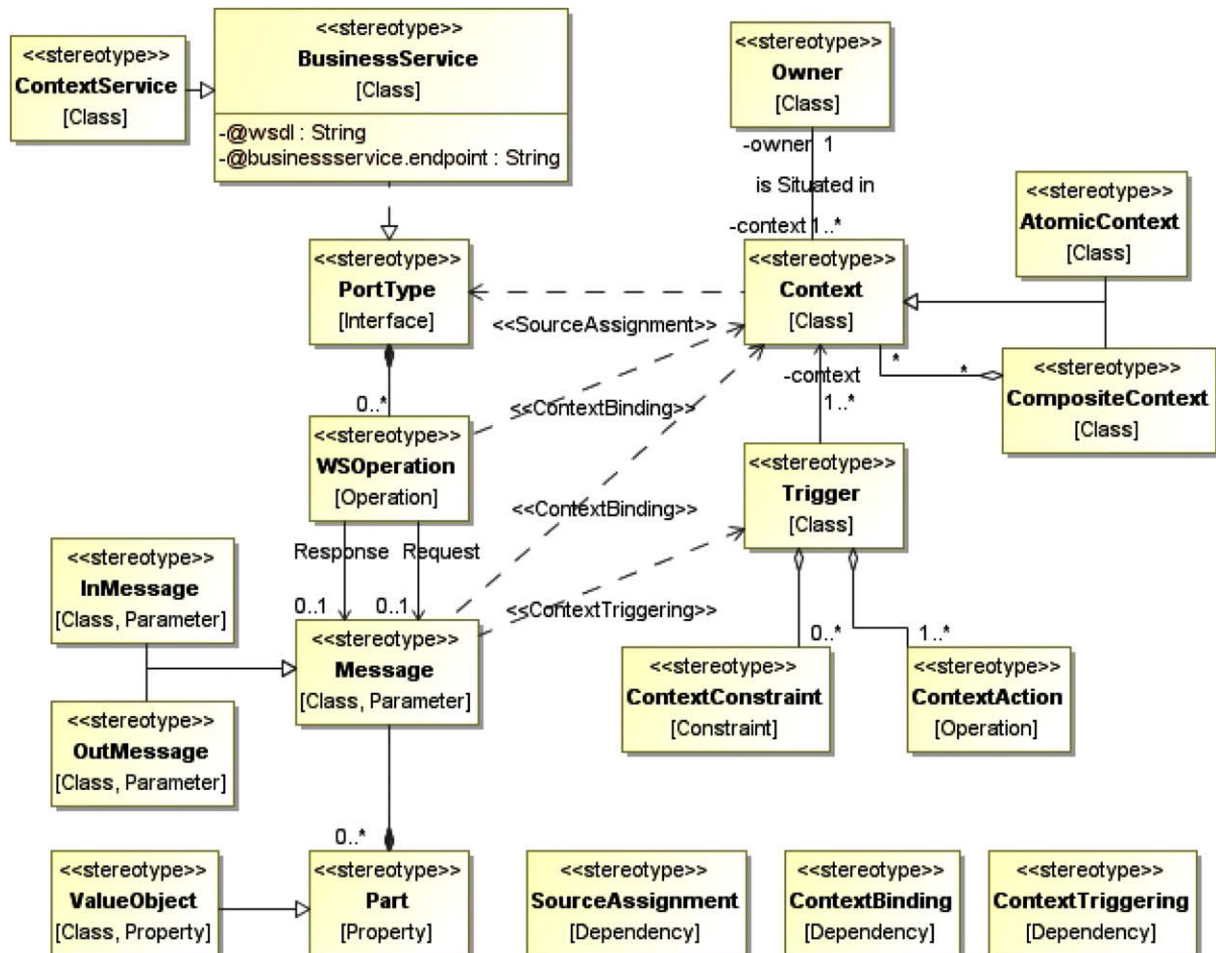 <<stereotype>>
ContextService
[Class]
<<stereotype>>
BusinessService
[Class]
-@wsdl : String
-@businessservice.endpoint : String
<<stereotype>>
Owner
[Class]
-owner 1
is Situated in
-context 1..*
<<stereotype>>
AtomicContext
[Class]
<<stereotype>>
PortType
[Interface]
<<SourceAssignment>>
<<stereotype>>
Context
[Class]
*
*
<<stereotype>>
CompositeContext
[Class]
-context
1..*
0..*
<<ContextBinding>>
<<stereotype>>
WSOperation
[Operation]
<<ContextBinding>>
<<stereotype>>
Trigger
[Class]
Response
Request
0..1
0..1
<<ContextTriggering>>
<<stereotype>>
InMessage
[Class, Parameter]
<<stereotype>>
Message
[Class, Parameter]
0..*
1..*
<<stereotype>>
ContextConstraint
[Constraint]
<<stereotype>>
ContextAction
[Operation]
<<stereotype>>
OutMessage
[Class, Parameter]
0..*
<<stereotype>>
ValueObject
[Class, Property]
<<stereotype>>
Part
[Property]
<<stereotype>>
SourceAssignment
[Dependency]
<<stereotype>>
ContextBinding
[Dependency]
<<stereotype>>
ContextTriggering
[Dependency]